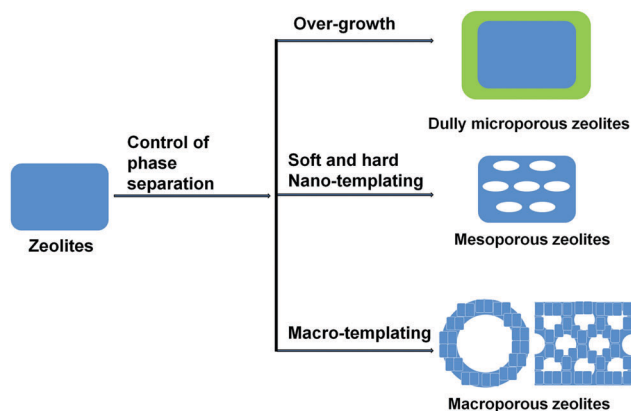 Over-growth
Dully microporous zeolites
Control of
phase
separation
Zeolites
Soft and hard
Nano-templating
Mesoporous zeolites
Macro-templating
Macroporous zeolites